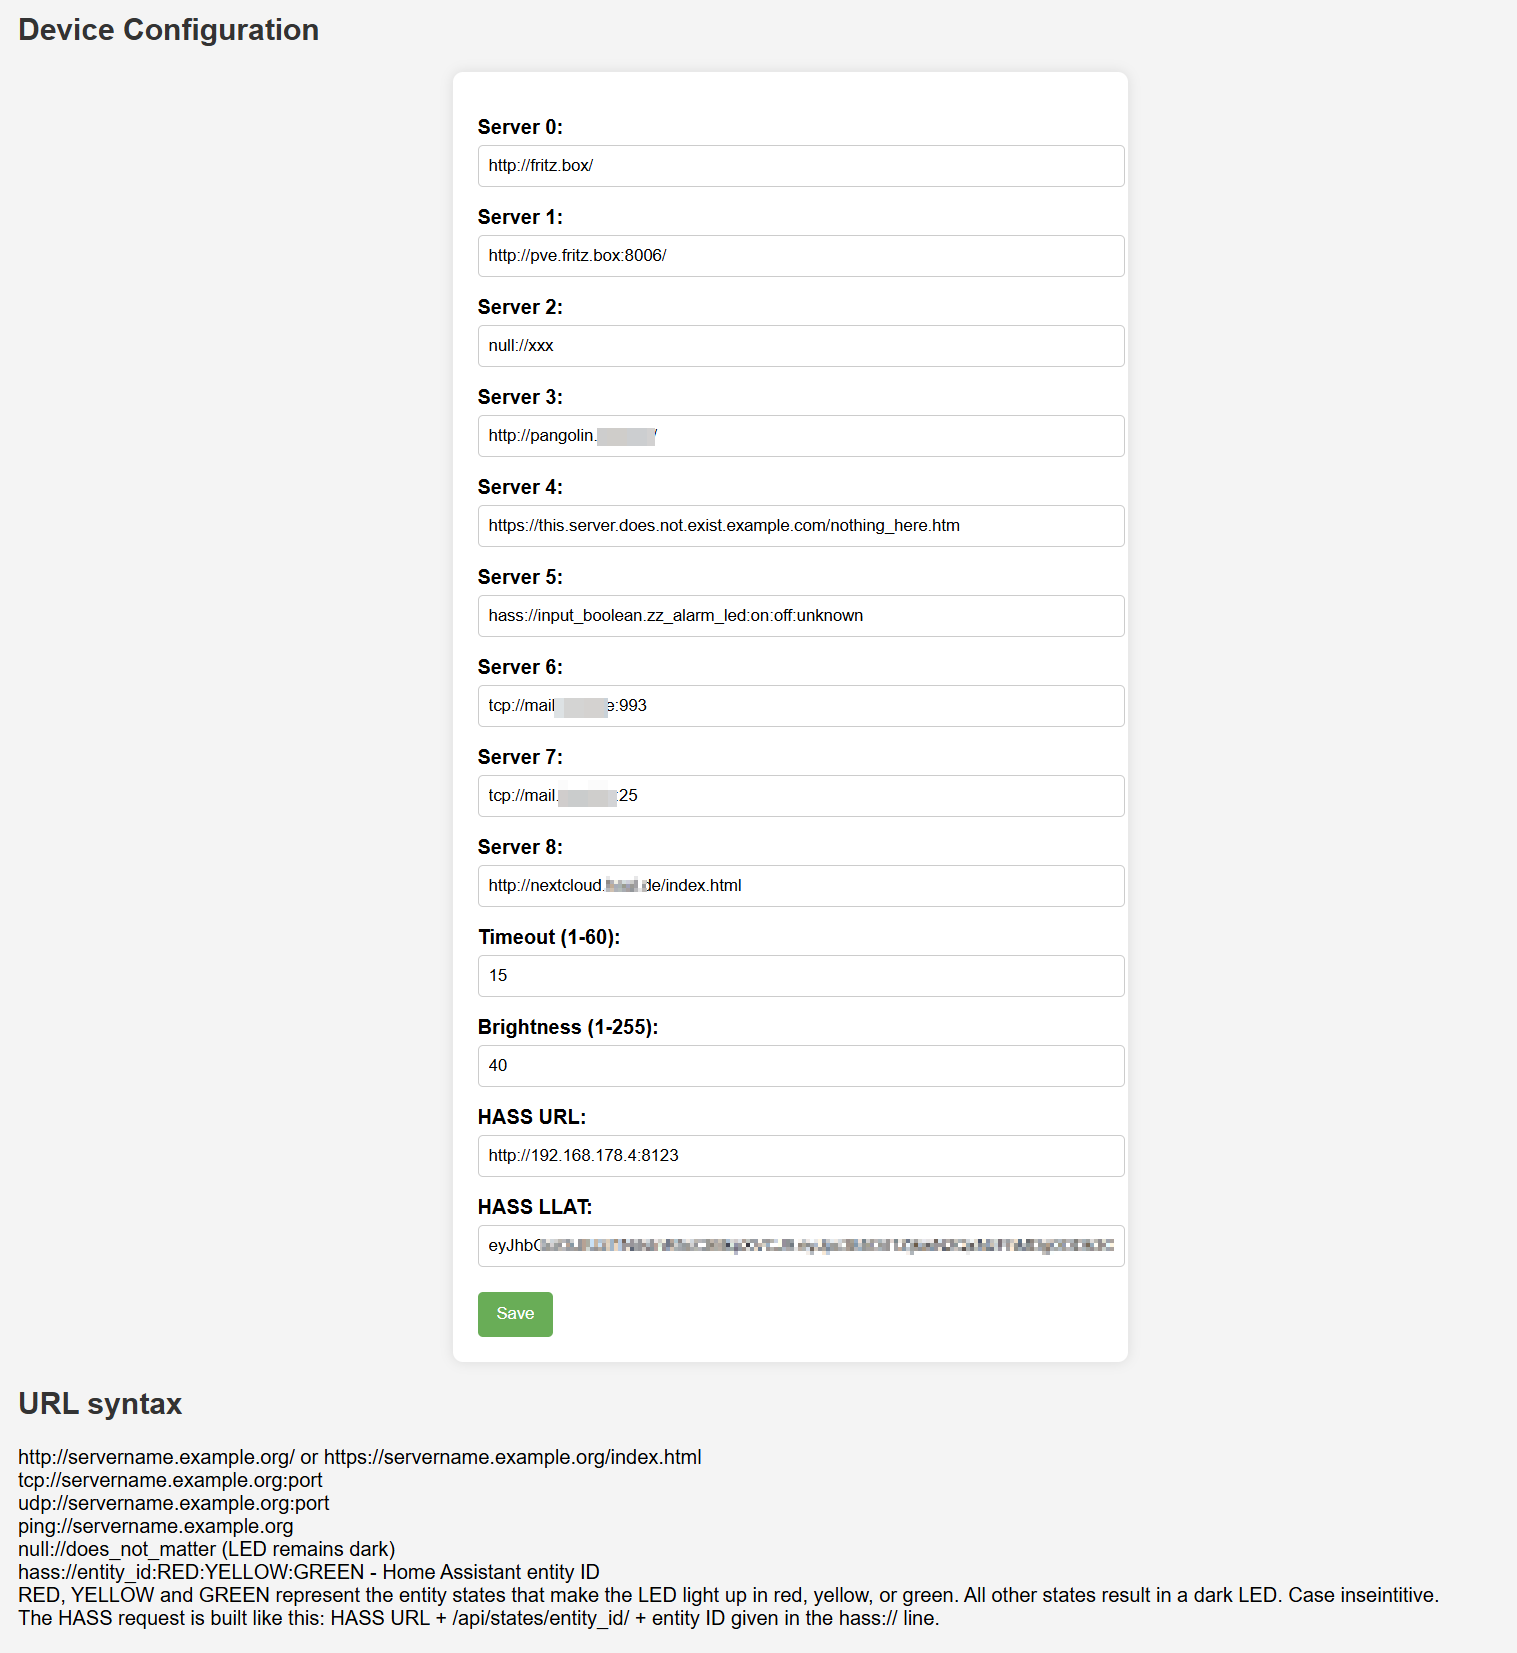 Device Configuration
Server 0:
http://fritz.box/
Server 1:
http://pve.fritz.box:8006/
Server 2:
null://xxx
Server 3:
http://pangolin. /
Server 4:
https://this.server.does.not.exist.example.com/nothing_here.htm
Server 5:
hass://input_boolean.zz_alarm_led:on:off:unknown
Server 6:
tcp://mail e:993
Server 7:
tcp://mail. :25
Server 8:
http://nextcloud. de/index.html
Timeout (1-60):
15
Brightness (1-255):
40
HASS URL:
http://192.168.178.4:8123
HASS LLAT:
eyJhb
Save
URL syntax
http://servername.example.org/ or https://servername.example.org/index.html
tcp://servername.example.org:port
udp://servername.example.org:port
ping://servername.example.org
null://does_not_matter (LED remains dark)
hass://entity_id:RED:YELLOW:GREEN - Home Assistant entity ID
RED, YELLOW and GREEN represent the entity states that make the LED light up in red, yellow, or green. All other states result in a dark LED. Case inseintitive.
The HASS request is built like this: HASS URL + /api/states/entity_id/ + entity ID given in the hass:// line.